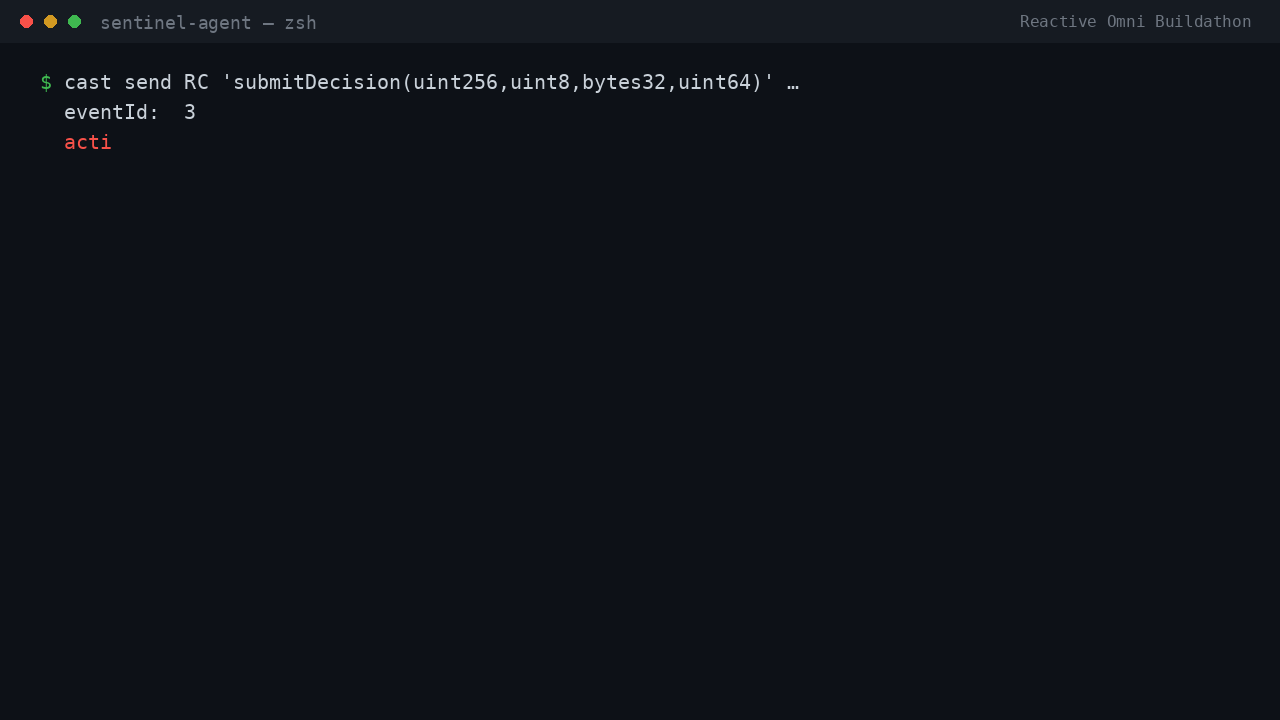 sentinel-agent — zsh
Reactive Omni Buildathon
$ cast send RC 'submitDecision(uint256,uint8,bytes32,uint64)' …
eventId:  3
acti